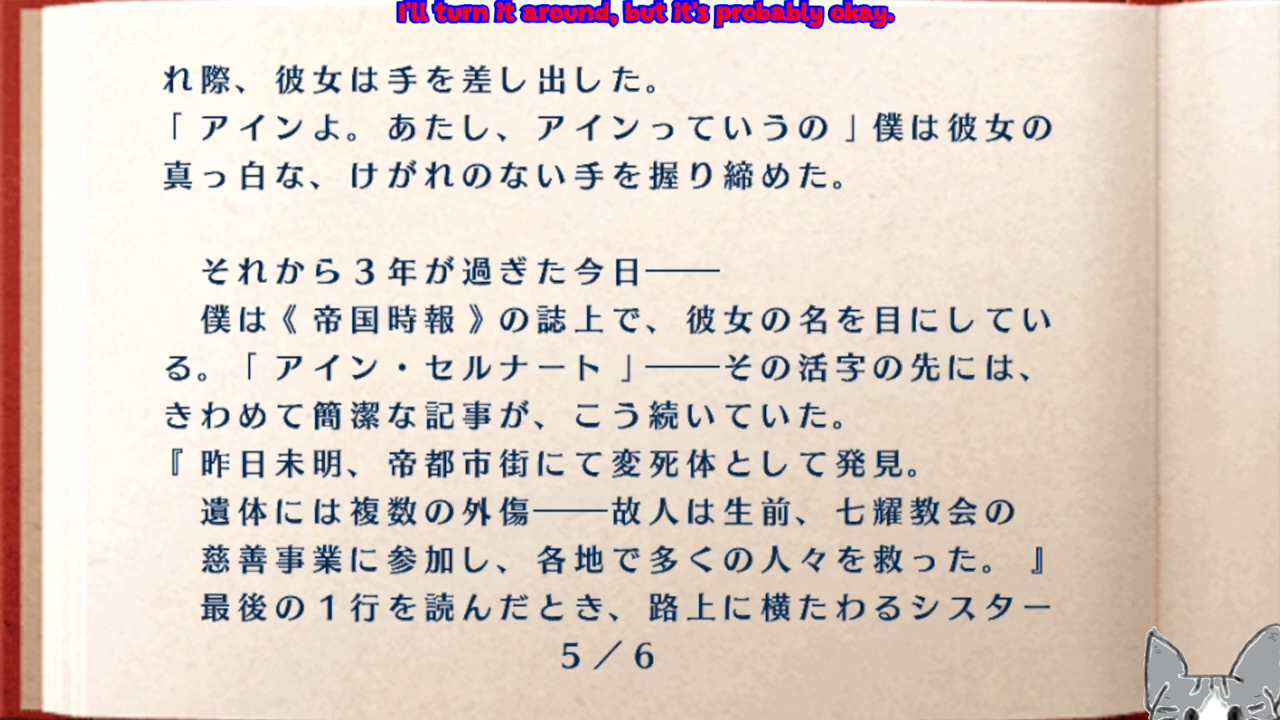 I'll turn it around, but it's probably okay.
れ際、彼女は手を差し出した。
「アインよ。あたし、アインっていうの」僕は彼女の
真っ白な、けがれのない手を握り締めた。
それから３年が過ぎた今日――
僕は《帝国時報》の誌上で、彼女の名を目にしてい
る。「アイン・セルナート」――その活字の先には、
きわめて簡潔な記事が、こう続いていた。
『昨日未明、帝都市街にて変死体として発見。
遺体には複数の外傷――故人は生前、七耀教会の
慈善事業に参加し、各地で多くの人々を救った。』
最後の１行を読んだとき、路上に横たわるシスター
５／６